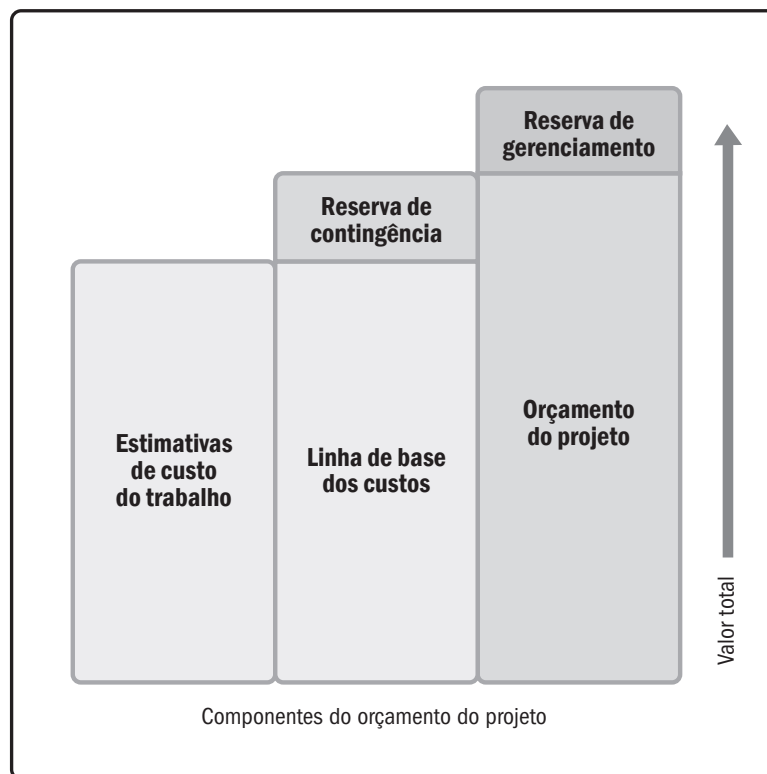 Reserva de
gerenciamento
Reserva de
contingência
Estimativas
de custo
do trabalho
Linha de base
dos custos
Orçamento
do projeto
Valor total
Componentes do orçamento do projeto